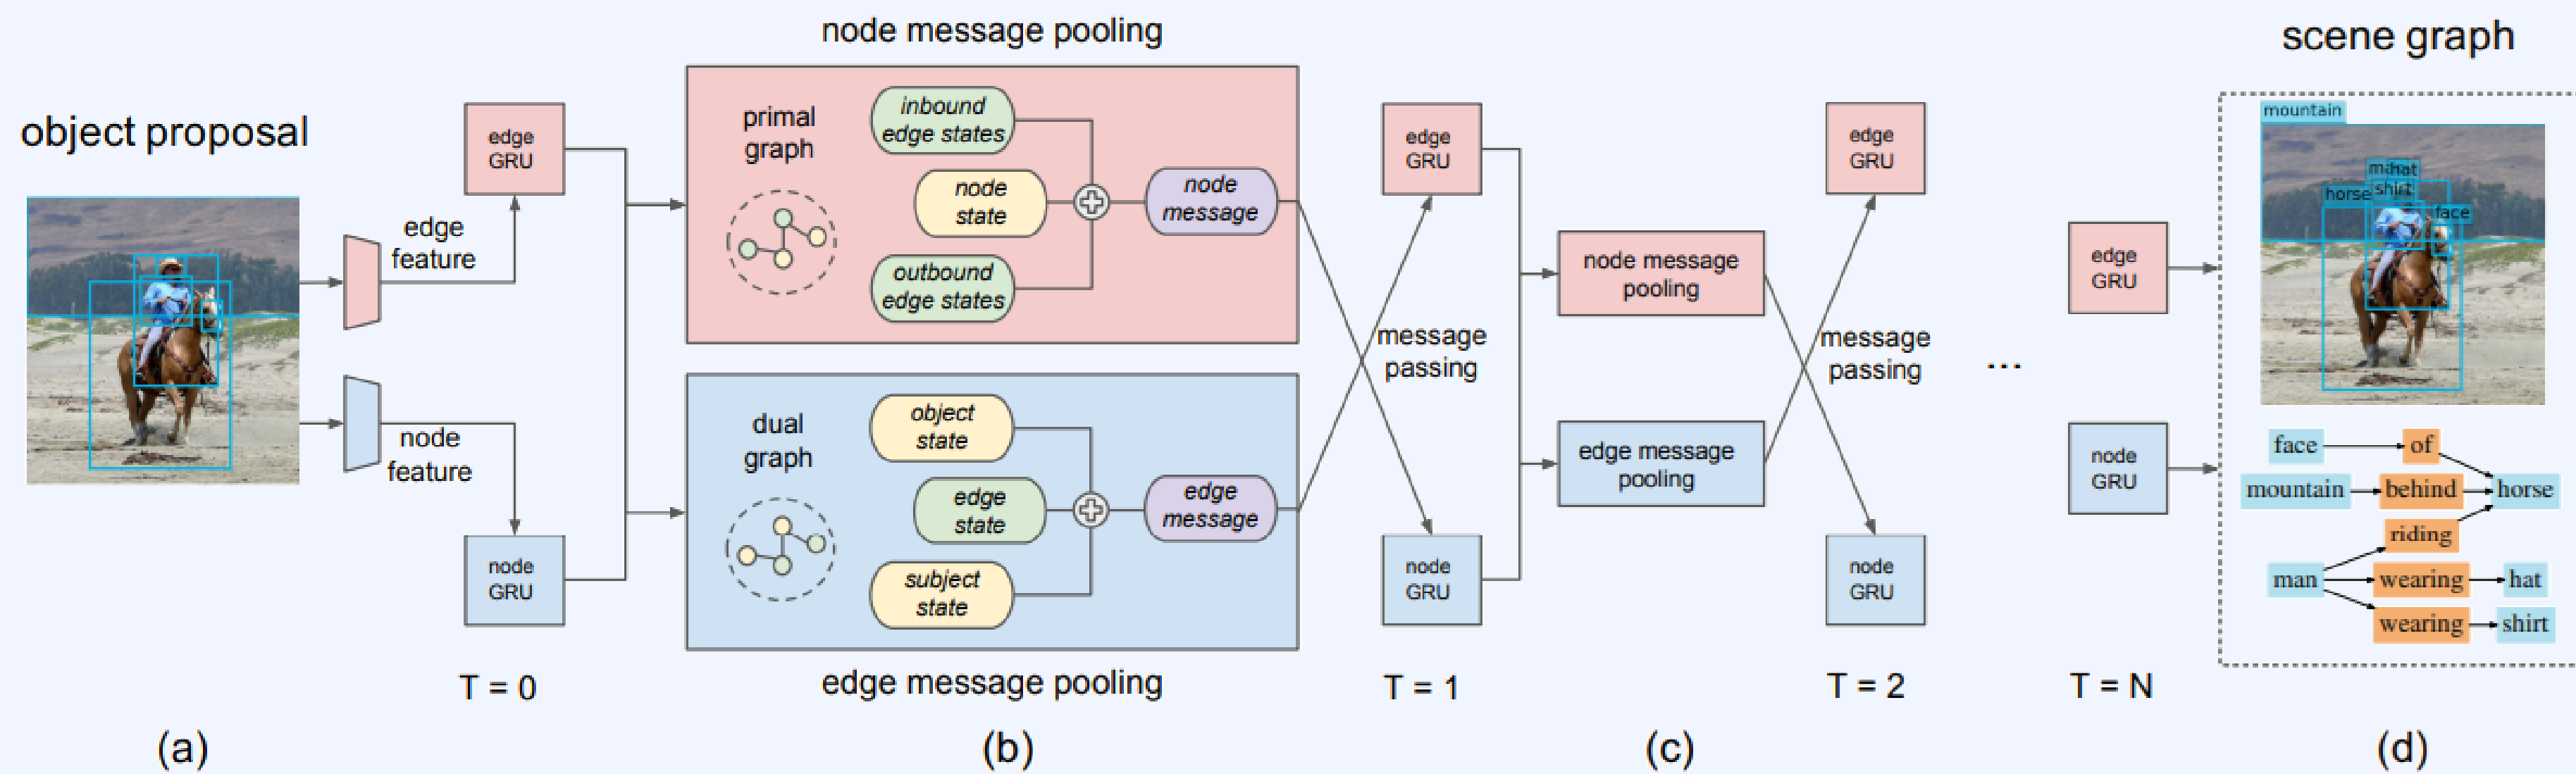 object proposal
edge
feature
node
feature
edge
GRU
node
GRU
T = 0
(a)
node message pooling
primal
graph
inbound
edge states
node
state
outbound
edge states
node
message
dual
graph
object
state
edge
state
subject
state
edge
message
edge message pooling
(b)
edge
GRU
message
passing
node
GRU
T = 1
node message
pooling
edge message
pooling
(c)
edge
GRU
message
passing
node
GRU
T = 2
...
edge
GRU
node
GRU
T = N
scene graph
mountain
hat
horse
shirt
face
face of
mountain behind horse
riding
man wearing hat
wearing shirt
(d)